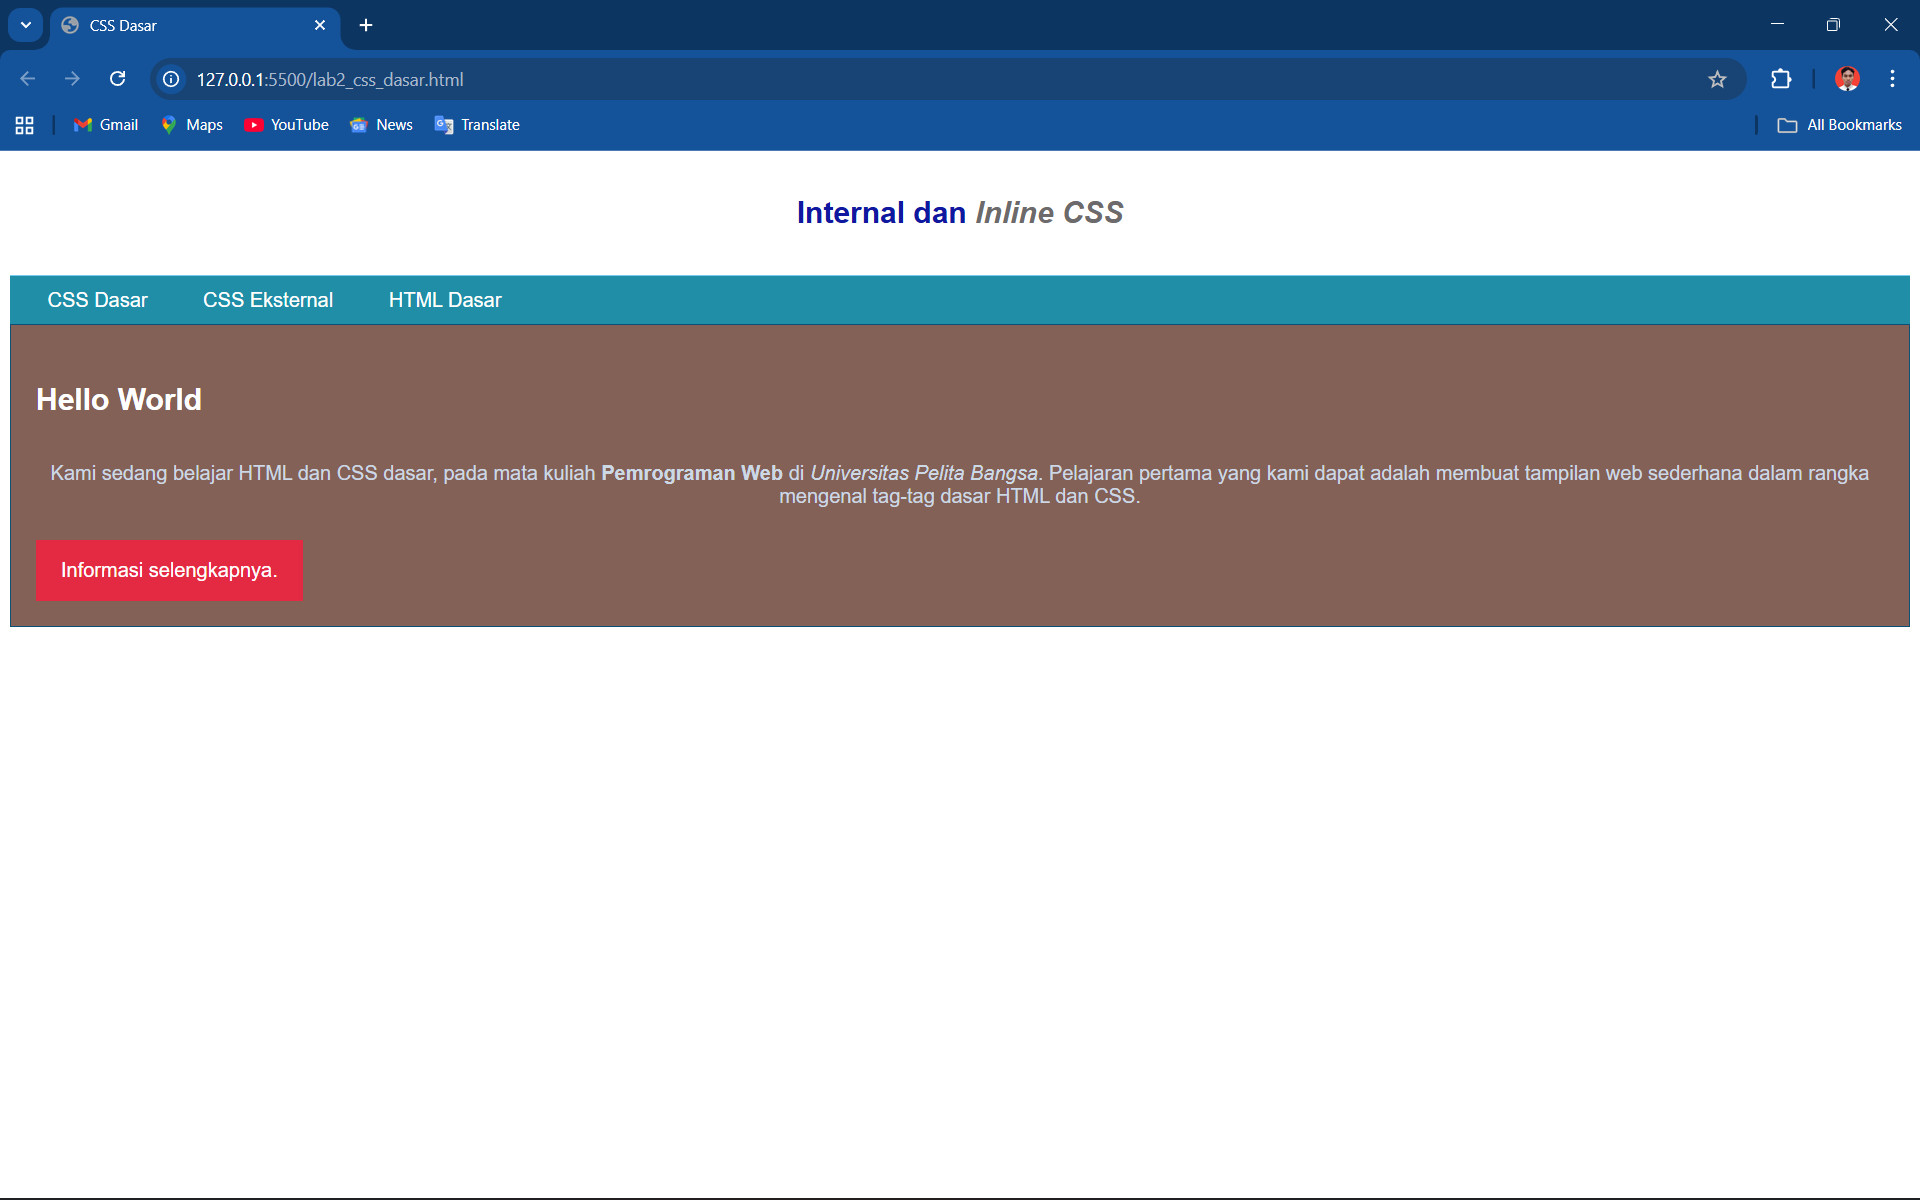 CSS Dasar
127.0.0.1:5500/lab2_css_dasar.html
Gmail Maps YouTube News Translate All Bookmarks
Internal dan Inline CSS
CSS Dasar CSS Eksternal HTML Dasar
Hello World
Kami sedang belajar HTML dan CSS dasar, pada mata kuliah Pemrograman Web di Universitas Pelita Bangsa. Pelajaran pertama yang kami dapat adalah membuat tampilan web sederhana dalam rangka
mengenal tag-tag dasar HTML dan CSS.
Informasi selengkapnya.